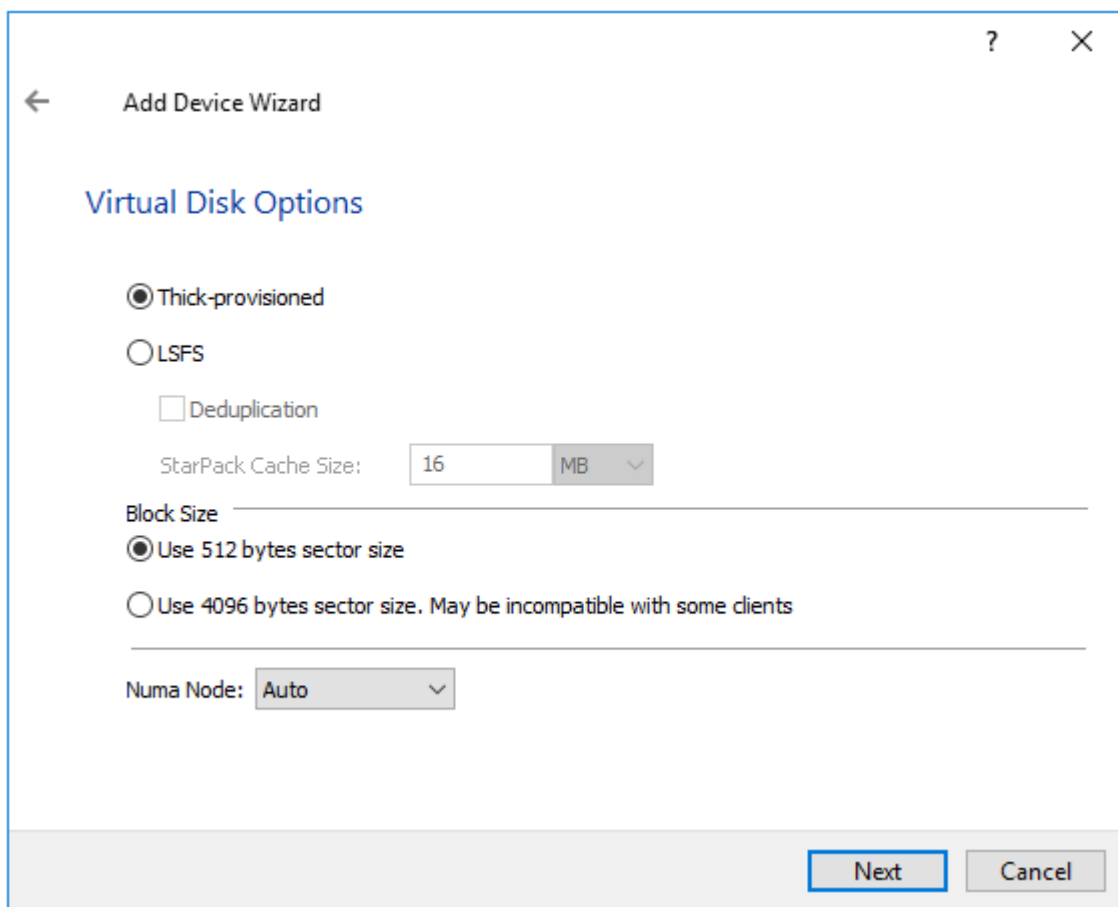 ?
Add Device Wizard
Virtual Disk Options
Thick-provisioned
LSFS
Deduplication
StarPack Cache Size: 16 MB
Block Size
Use 512 bytes sector size
Use 4096 bytes sector size. May be incompatible with some clients
Numa Node: Auto
Next Cancel